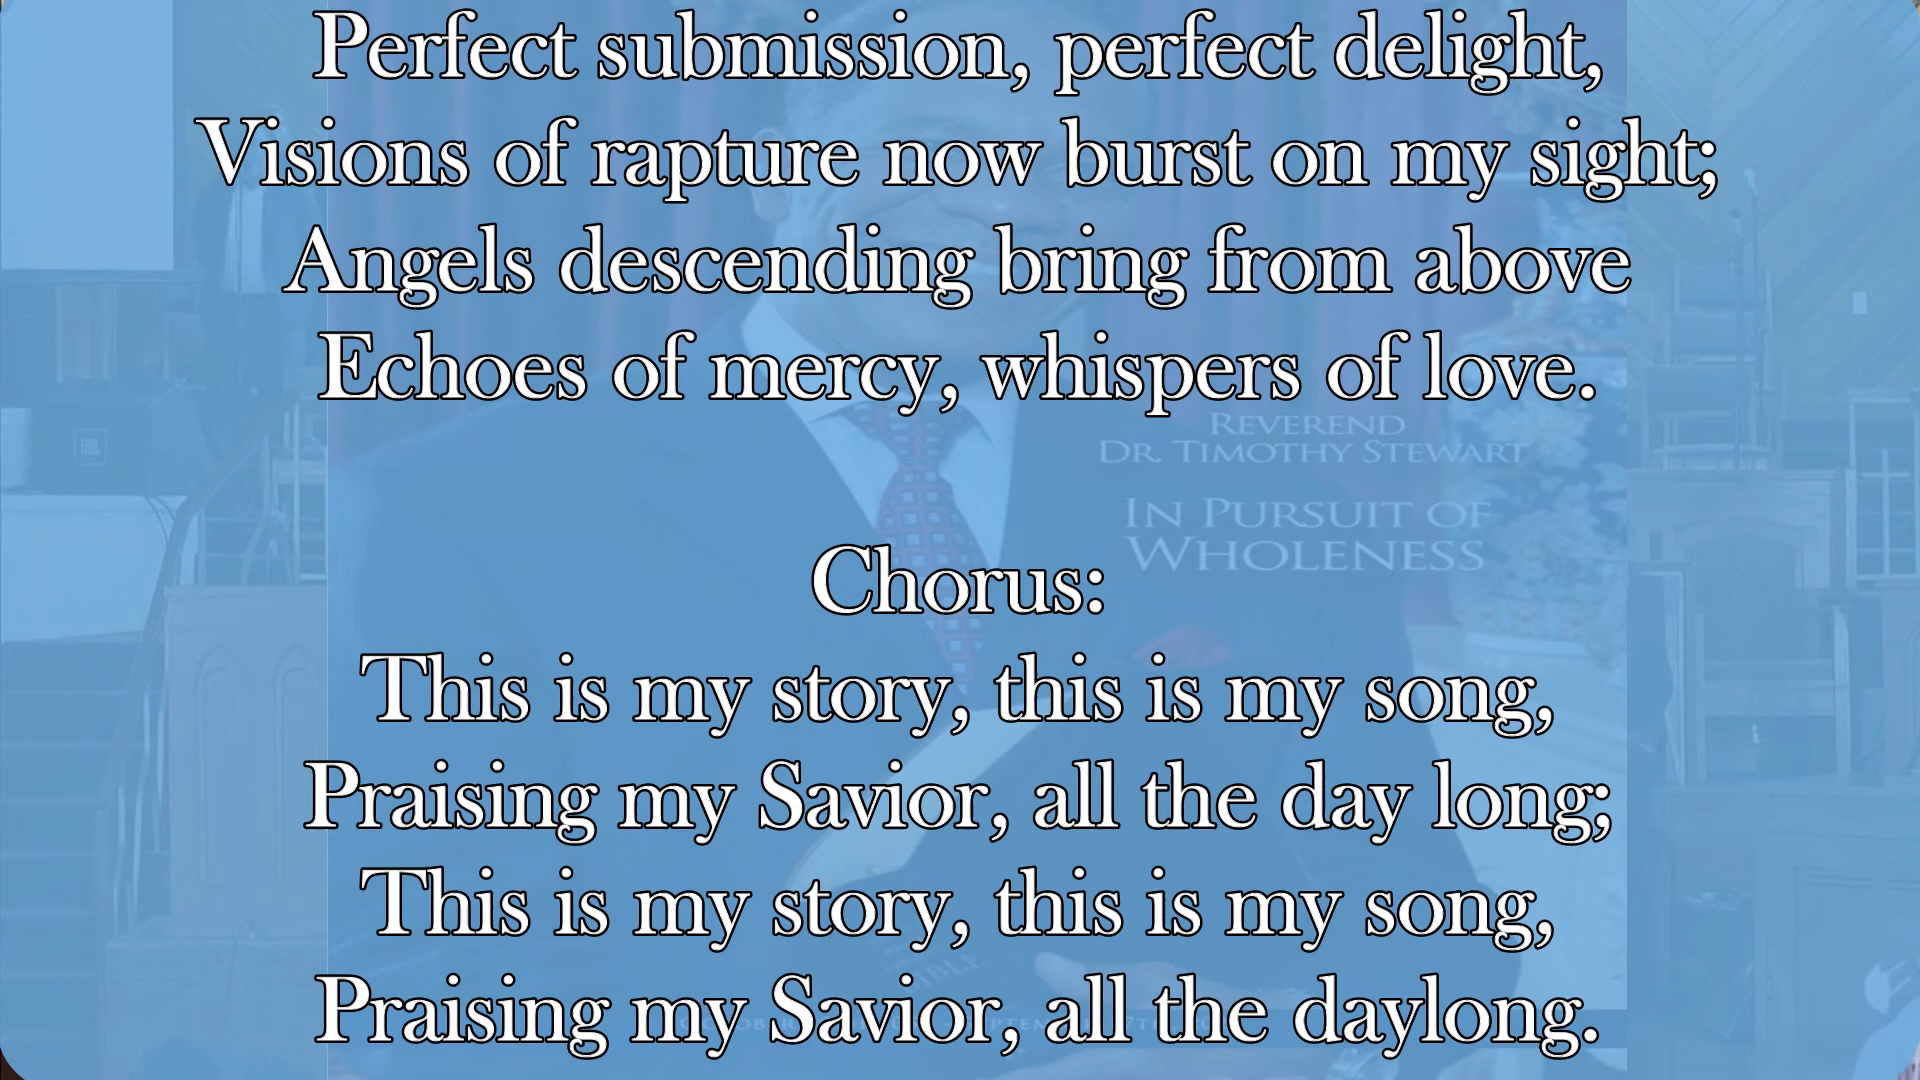 Perfect submission, perfect delight,
Visions of rapture now burst on my sight;
Angels descending bring from above
Echoes of mercy, whispers of love.
REVEREND
DR. TIMOTHY STEWART
IN PURSUIT OF
WHOLENESS
JBL
Chorus:
This is my story, this is my song,
Praising my Savior, all the day long;
This is my story, this is my song,
BIBLE
Praising my Savior, all the daylong.